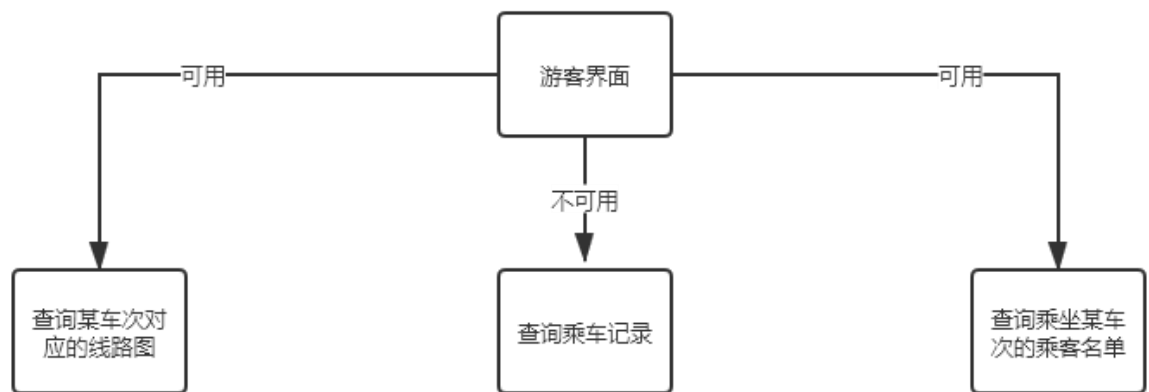 游客界面
可用
可用
不可用
查询某车次对
应的线路图
查询乘车记录
查询乘坐某车
次的乘客名单